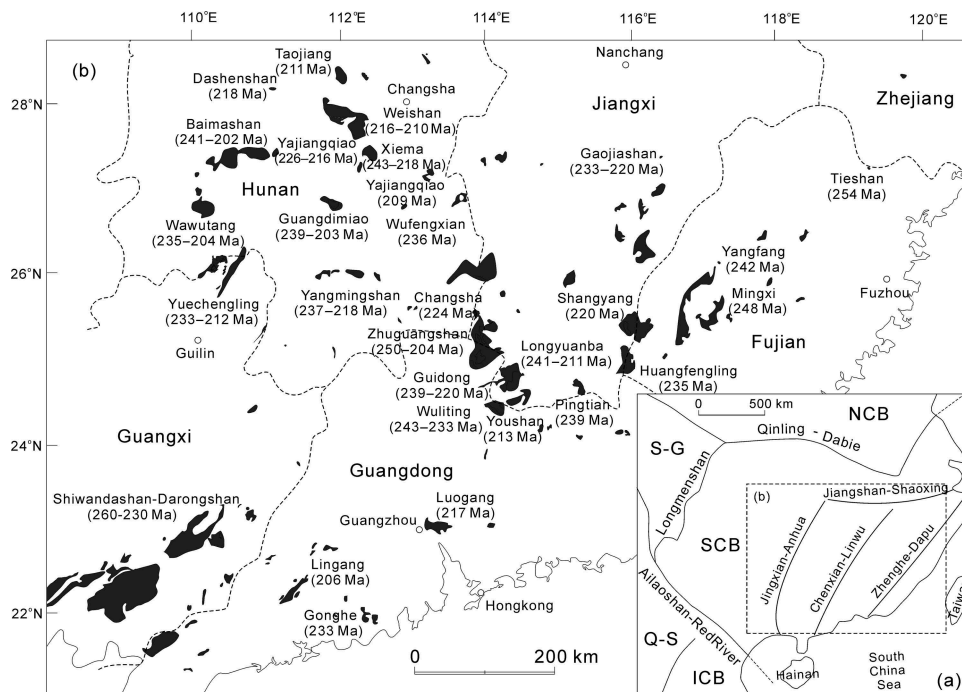 110°E
112°E
114°E
116°E
118°E
120°E
(b)
28°N
26°N
24°N
22°N
Taojiang
(211 Ma)
Nanchang
Dashenshan
(218 Ma)
Changsha
Jiangxi
Zhejiang
Weishan
(216–210 Ma)
Baimashan
(241–202 Ma)
Yajiangqiao
(226–216 Ma)
Xiema
(243–218 Ma)
Gaojiashan
(233–220 Ma)
Tieshan
(254 Ma)
Hunan
Yajiangqiao
(209 Ma)
Wawutang
(235–204 Ma)
Guangdimiao
(239–203 Ma)
Wufengxian
(236 Ma)
Yangfang
(242 Ma)
Yuechengling
(233–212 Ma)
Yangmingshan
(237–218 Ma)
Changsha
(224 Ma)
Shangyang
(220 Ma)
Mingxi
(248 Ma)
Fuzhou
Guilin
Zhuguangshan
(250–204 Ma)
Longyuanba
(241–211 Ma)
Fujian
Guidong
(239–220 Ma)
Huangfengling
(235 Ma)
Wuliting
(243–233 Ma)
Youshan
(213 Ma)
Pingtian
(239 Ma)
Guangxi
Guangdong
Shiwandashan-Darongshan
(260-230 Ma)
Guangzhou
Luogang
(217 Ma)
Lingang
(206 Ma)
Gonghe
(233 Ma)
Hongkong
0 200 km
0 500 km
NCB
S-G
Qinling - Dabie
Longmenshan
(b)
Jiangshan-Shaoxing
SCB
Jingxian-Anhua
Chenxian-Linwu
Zhenghe-Dapu
Taiwa
Ailaoshan-RedRiver
Q-S
ICB
Hainan
South
China
Sea
(a)